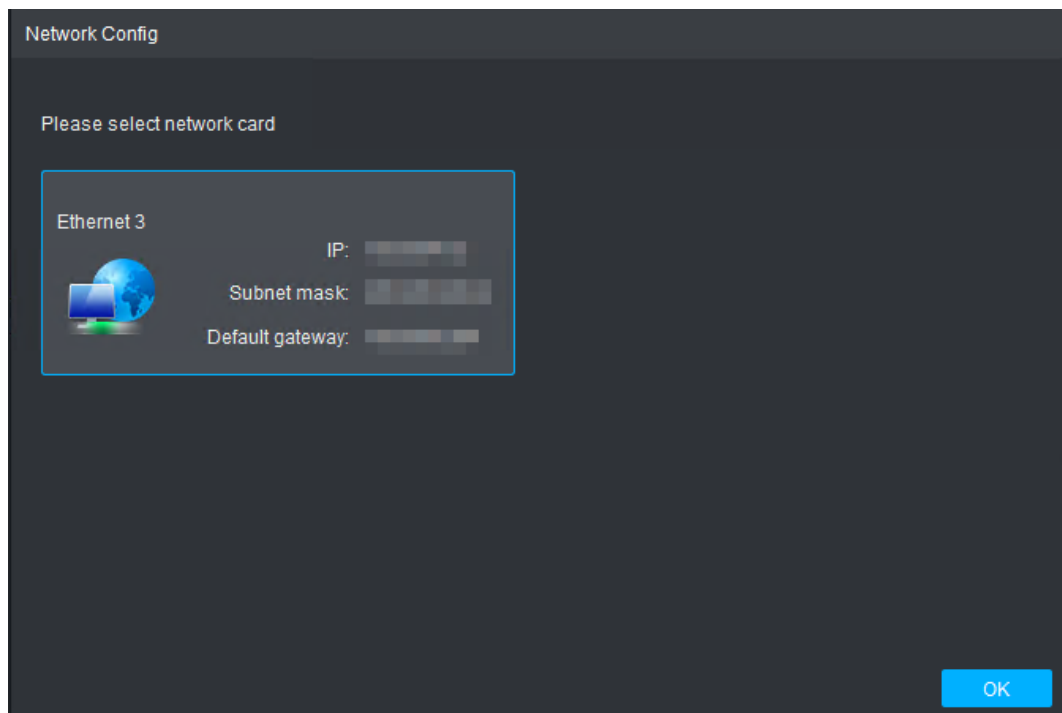 Network Config
Please select network card
Ethernet 3
IP:
Subnet mask:
Default gateway:
OK